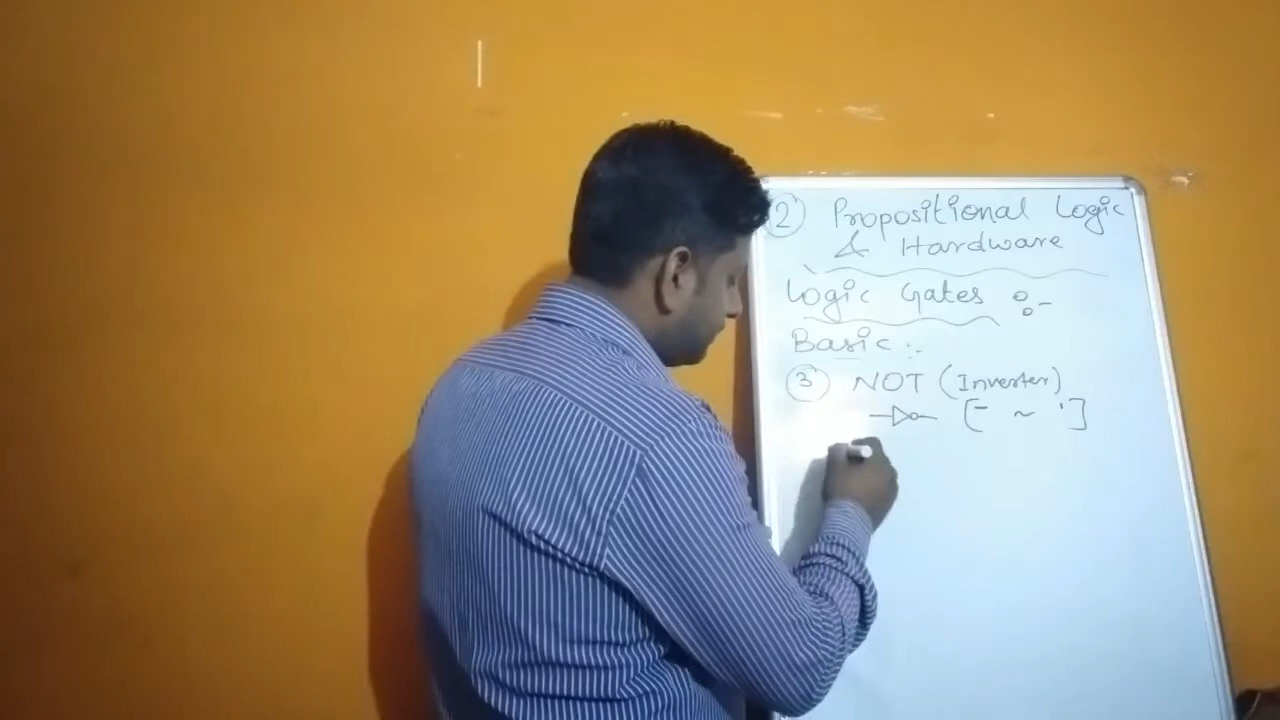 ② Propositional Logic
& Hardware
Logic Gates :-
Basic :-
③ NOT (Inverter)
[- ~ ']